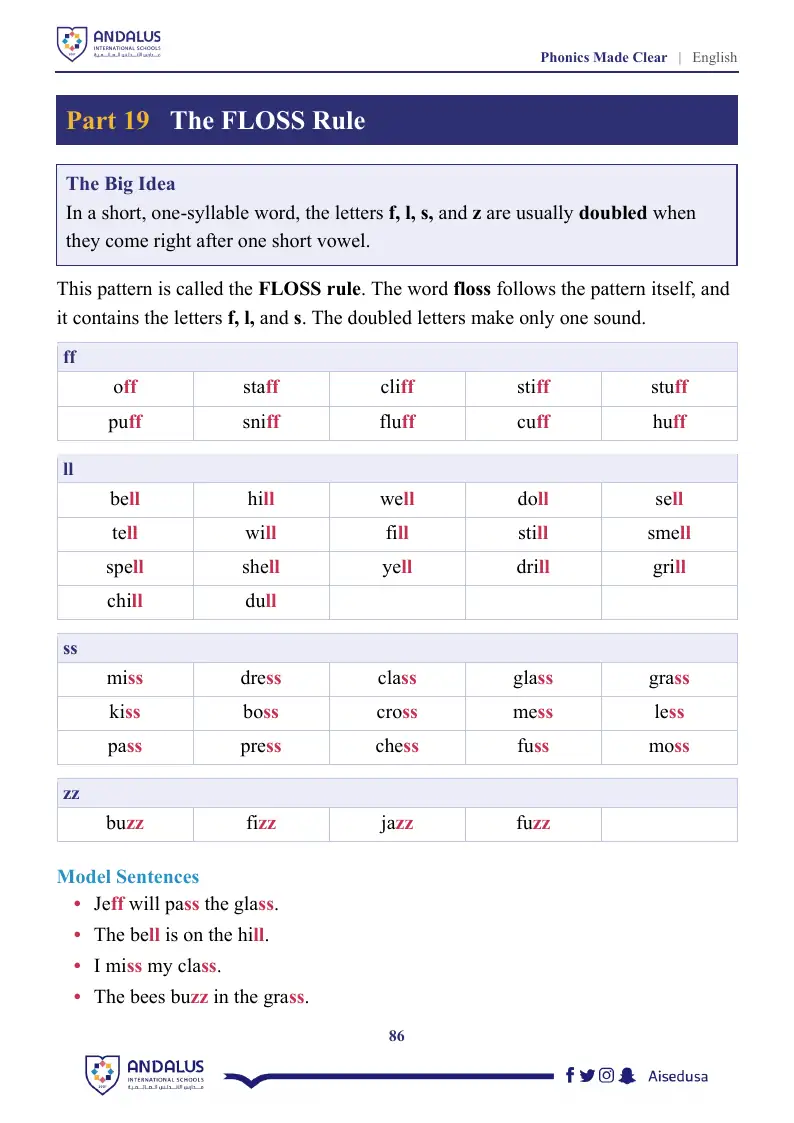 ANDALUS
INTERNATIONAL SCHOOLS
مدارس الأندلس العالمية
Phonics Made Clear | English
Part 19 The FLOSS Rule
The Big Idea
In a short, one-syllable word, the letters f, l, s, and z are usually doubled when
they come right after one short vowel.
This pattern is called the FLOSS rule. The word floss follows the pattern itself, and
it contains the letters f, l, and s. The doubled letters make only one sound.
ff
off staff cliff stiff stuff
puff sniff fluff cuff huff
ll
bell hill well doll sell
tell will fill still smell
spell shell yell drill grill
chill dull
ss
miss dress class glass grass
kiss boss cross mess less
pass press chess fuss moss
zz
buzz fizz jazz fuzz
Model Sentences
• Jeff will pass the glass.
• The bell is on the hill.
• I miss my class.
• The bees buzz in the grass.
86
ANDALUS
INTERNATIONAL SCHOOLS
مدارس الأندلس العالمية
Aisedusa